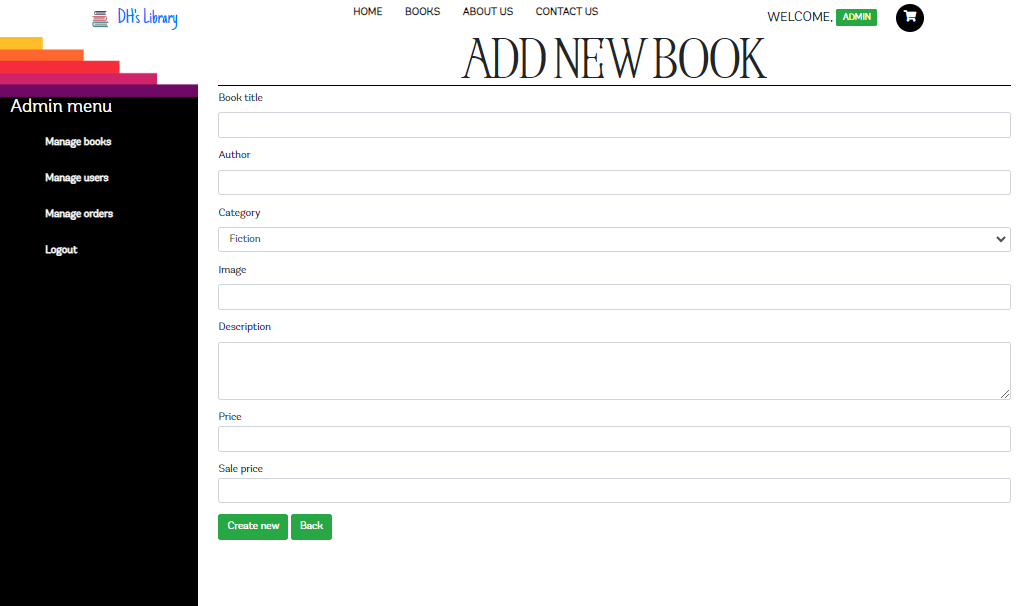 DH's Library
HOME BOOKS ABOUT US CONTACT US
WELCOME, ADMIN
ADD NEW BOOK
Admin menu
Manage books
Manage users
Manage orders
Logout
Book title
Author
Category
Fiction
Image
Description
Price
Sale price
Create new Back